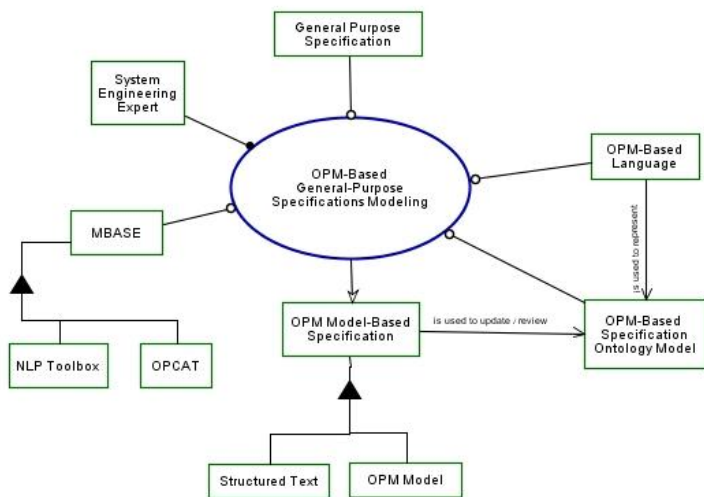 General Purpose
Specification
System
Engineering
Expert
OPM-Based
General-Purpose
Specifications Modeling
OPM-Based
Language
MBASE
is used to represent
OPM Model-Based
Specification
is used to update / review
OPM-Based
Specification
Ontology Model
NLP Toolbox
OPCAT
Structured Text
OPM Model